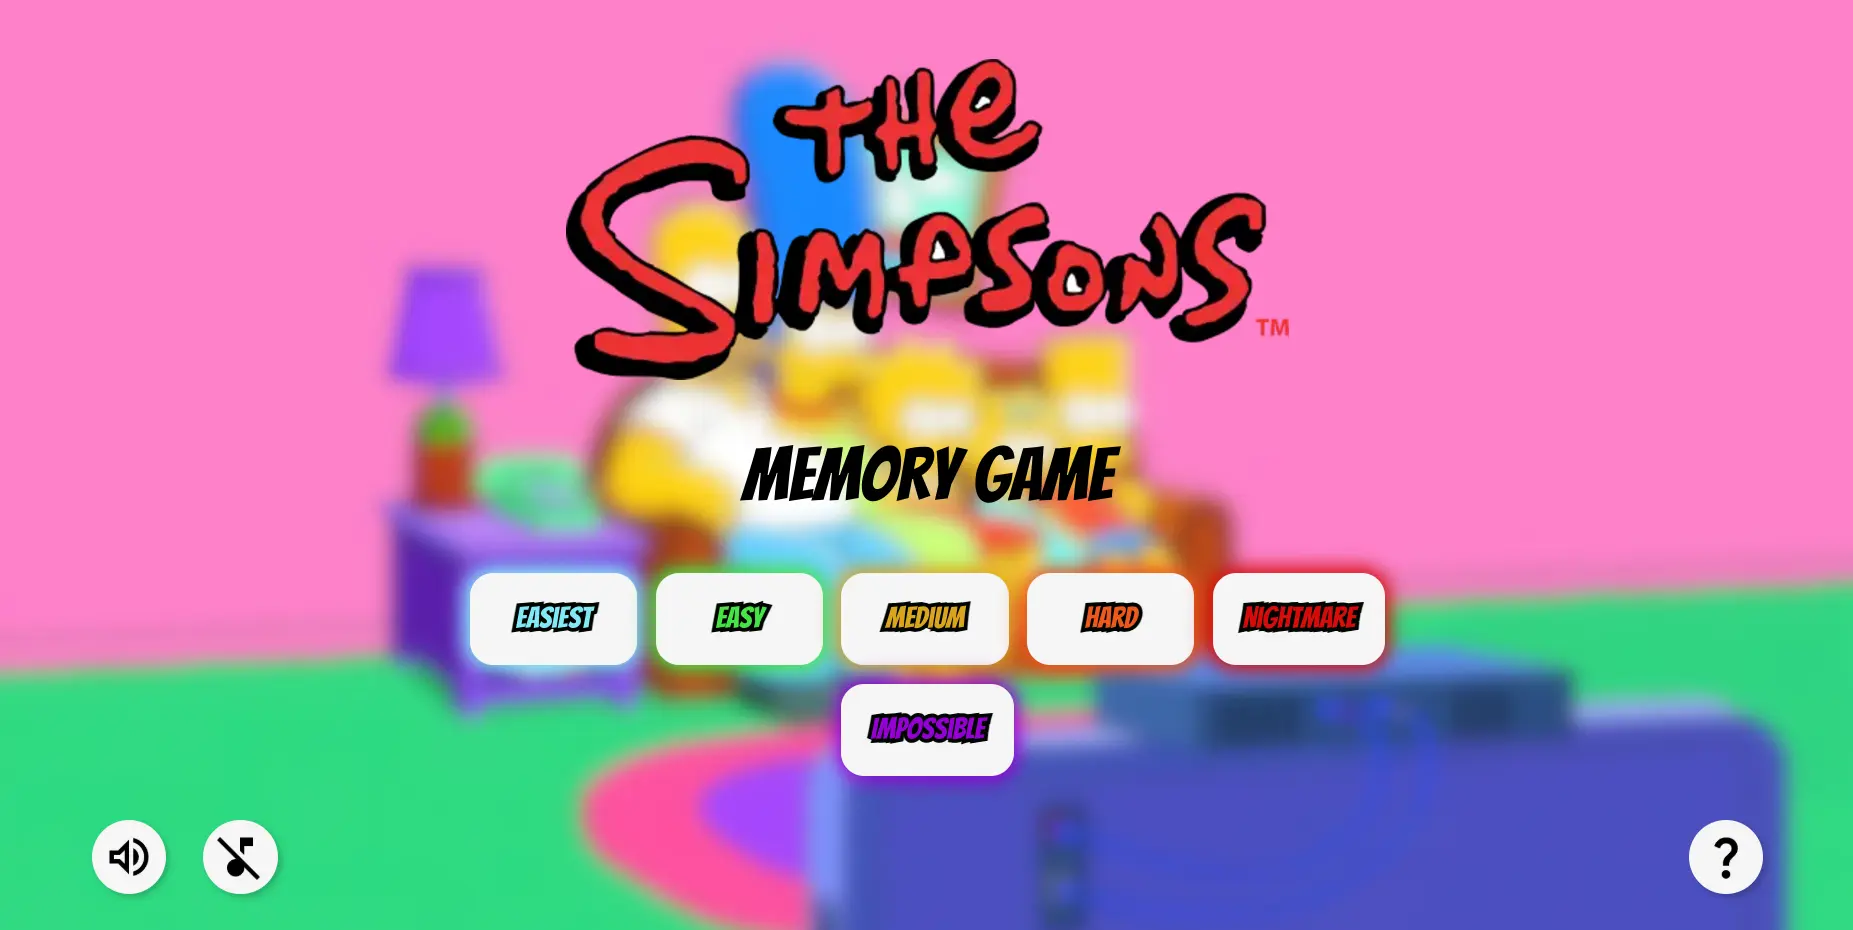 THE
SIMPSONS
TM
MEMORY GAME
EASIEST
EASY
MEDIUM
HARD
NIGHTMARE
IMPOSSIBLE
?